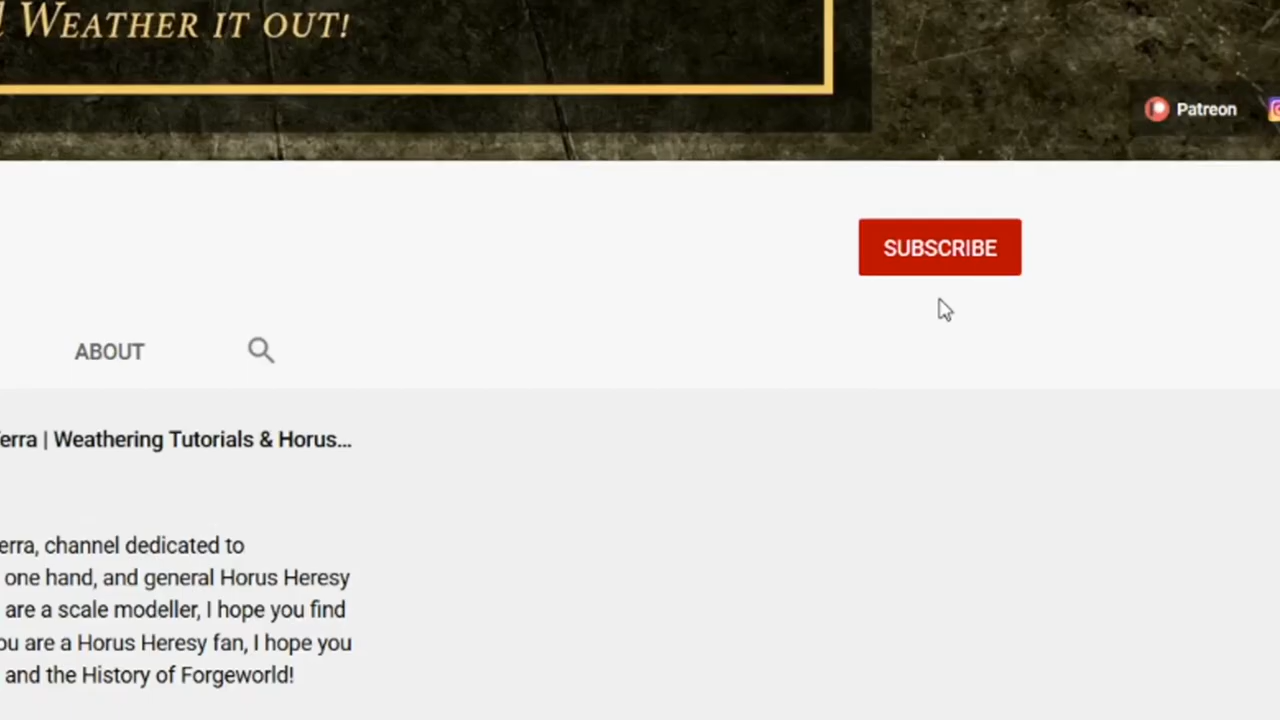 WEATHER IT OUT!
Patreon
SUBSCRIBE
ABOUT
erra | Weathering Tutorials & Horus...
erra, channel dedicated to
one hand, and general Horus Heresy
are a scale modeller, I hope you find
ou are a Horus Heresy fan, I hope you
and the History of Forgeworld!